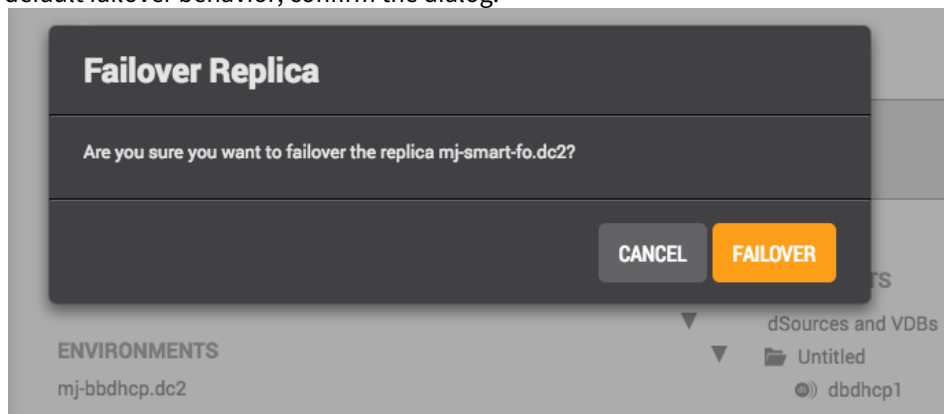 default failover behavior, confirm the dialog.
Failover Replica
Are you sure you want to failover the replica mj-smart-fo.dc2?
CANCEL
FAILOVER
TS
dSources and VDBs
ENVIRONMENTS
Untitled
mj-bbdhcp.dc2
dbdhcp1